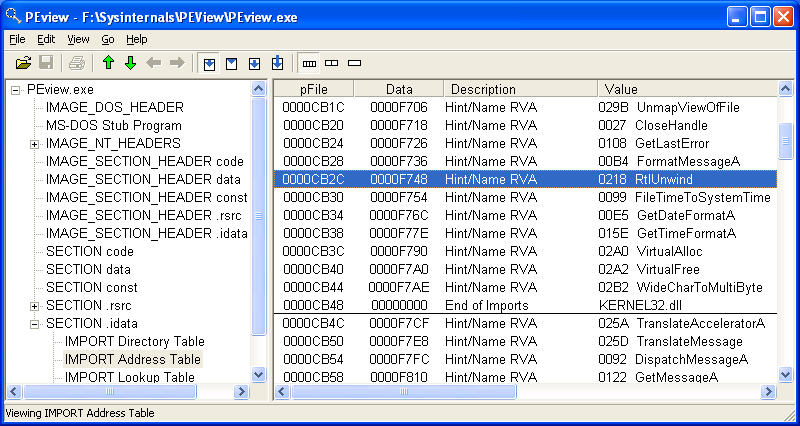 PEview - F:\Sysinternals\PEView\PEview.exe
File Edit View Go Help
pFile Data Description Value
PEview.exe
IMAGE_DOS_HEADER
MS-DOS Stub Program
IMAGE_NT_HEADERS
IMAGE_SECTION_HEADER code
IMAGE_SECTION_HEADER data
IMAGE_SECTION_HEADER const
IMAGE_SECTION_HEADER .rsrc
IMAGE_SECTION_HEADER .idata
SECTION code
SECTION data
SECTION const
SECTION .rsrc
SECTION .idata
IMPORT Directory Table
IMPORT Address Table
IMPORT Lookup Table
0000CB1C 0000F706 Hint/Name RVA 029B UnmapViewOfFile
0000CB20 0000F718 Hint/Name RVA 0027 CloseHandle
0000CB24 0000F726 Hint/Name RVA 0108 GetLastError
0000CB28 0000F736 Hint/Name RVA 00B4 FormatMessageA
0000CB2C 0000F748 Hint/Name RVA 0218 RtlUnwind
0000CB30 0000F754 Hint/Name RVA 0099 FileTimeToSystemTime
0000CB34 0000F76C Hint/Name RVA 00E5 GetDateFormatA
0000CB38 0000F77E Hint/Name RVA 015E GetTimeFormatA
0000CB3C 0000F790 Hint/Name RVA 02A0 VirtualAlloc
0000CB40 0000F7A0 Hint/Name RVA 02A2 VirtualFree
0000CB44 0000F7AE Hint/Name RVA 02B2 WideCharToMultiByte
0000CB48 00000000 End of Imports KERNEL32.dll
0000CB4C 0000F7CF Hint/Name RVA 025A TranslateAcceleratorA
0000CB50 0000F7E8 Hint/Name RVA 025D TranslateMessage
0000CB54 0000F7FC Hint/Name RVA 0092 DispatchMessageA
0000CB58 0000F810 Hint/Name RVA 0122 GetMessageA
Viewing IMPORT Address Table